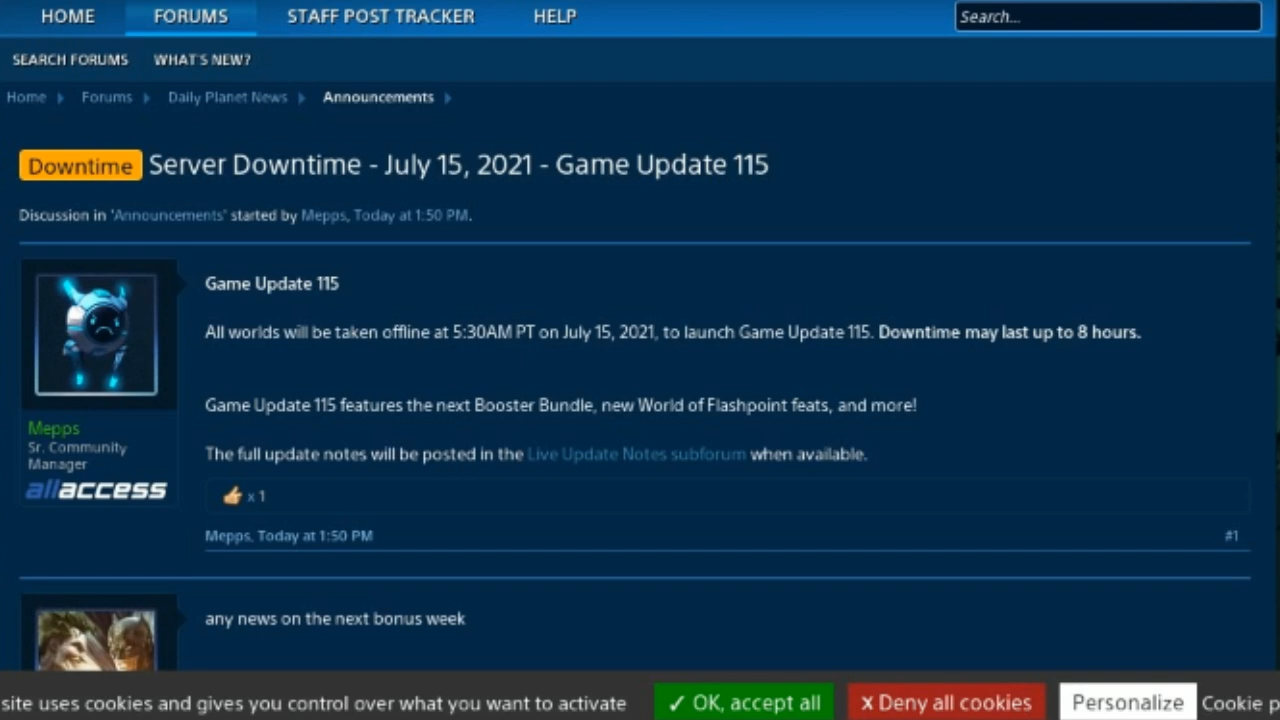 HOME FORUMS STAFF POST TRACKER HELP Search...
SEARCH FORUMS WHAT'S NEW?
Home Forums Daily Planet News Announcements
Downtime Server Downtime - July 15, 2021 - Game Update 115
Discussion in 'Announcements' started by Mepps, Today at 1:50 PM.
Game Update 115
All worlds will be taken offline at 5:30AM PT on July 15, 2021, to launch Game Update 115. Downtime may last up to 8 hours.
Game Update 115 features the next Booster Bundle, new World of Flashpoint feats, and more!
Mepps
Sr. Community
Manager
allaccess
The full update notes will be posted in the Live Update Notes subforum when available.
x 1
Mepps, Today at 1:50 PM #1
any news on the next bonus week
site uses cookies and gives you control over what you want to activate ✓ OK, accept all x Deny all cookies Personalize Cookie p